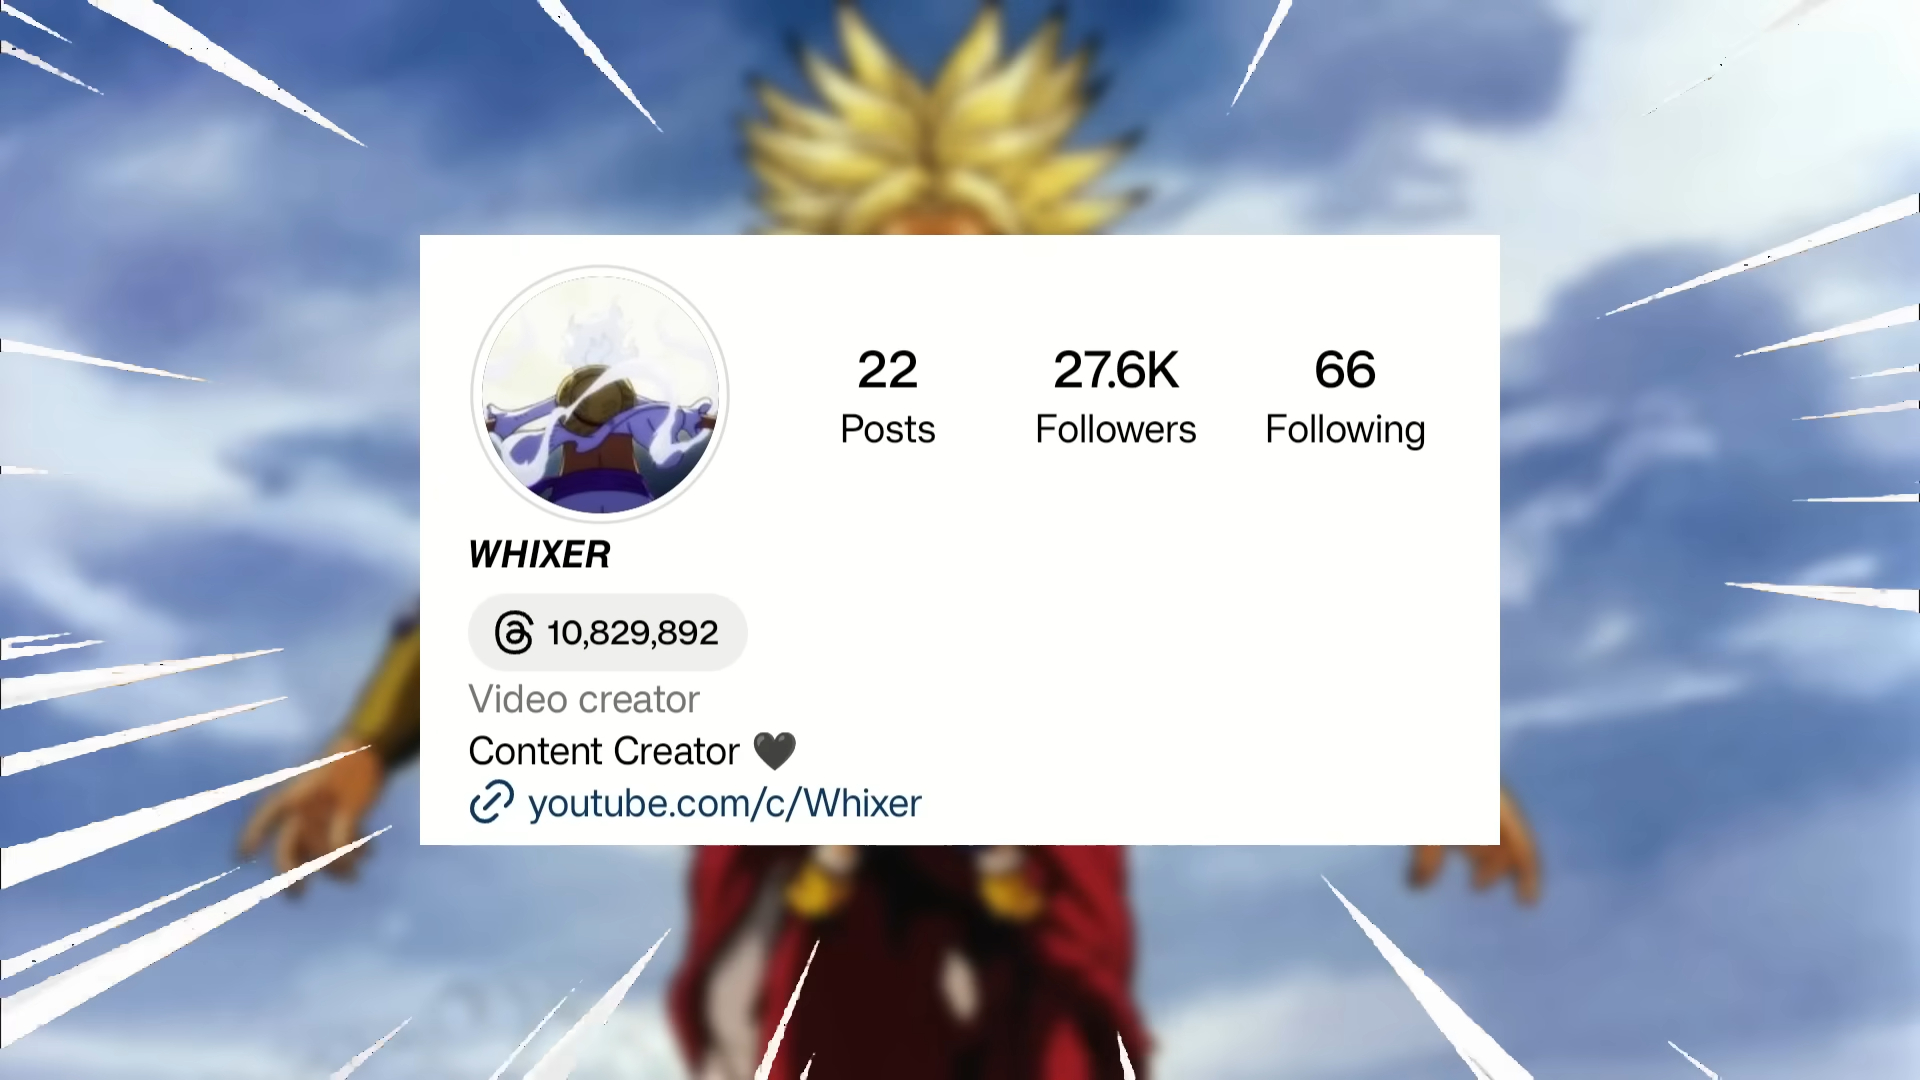 22 27.6K 66
Posts Followers Following
WHIXER
10,829,892
Video creator
Content Creator 🖤
youtube.com/c/Whixer